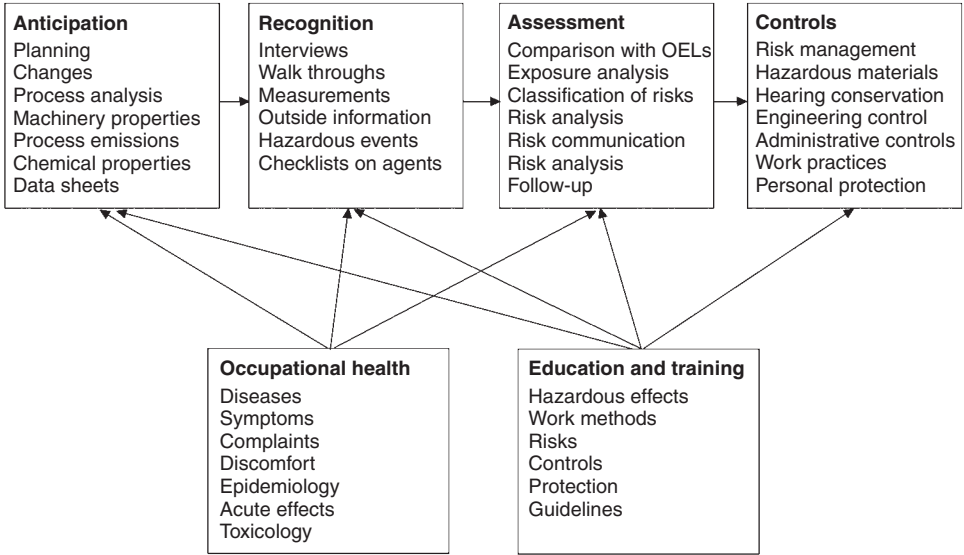 Anticipation
Planning
Changes
Process analysis
Machinery properties
Process emissions
Chemical properties
Data sheets
Recognition
Interviews
Walk throughs
Measurements
Outside information
Hazardous events
Checklists on agents
Assessment
Comparison with OELs
Exposure analysis
Classification of risks
Risk analysis
Risk communication
Risk analysis
Follow-up
Controls
Risk management
Hazardous materials
Hearing conservation
Engineering control
Administrative controls
Work practices
Personal protection
Occupational health
Diseases
Symptoms
Complaints
Discomfort
Epidemiology
Acute effects
Toxicology
Education and training
Hazardous effects
Work methods
Risks
Controls
Protection
Guidelines